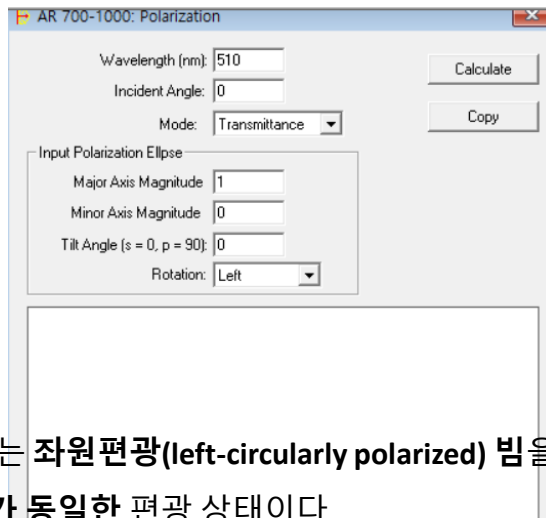 AR 700-1000: Polarization
Wavelength (nm): 510
Calculate
Incident Angle: 0
Mode: Transmittance
Copy
Input Polarization Ellpse
Major Axis Magnitude 1
Minor Axis Magnitude 0
Tilt Angle (s = 0, p = 90): 0
Rotation: Left
는 좌원편광(left-circularly polarized) 빔을
가 동일한 편광 상태이다